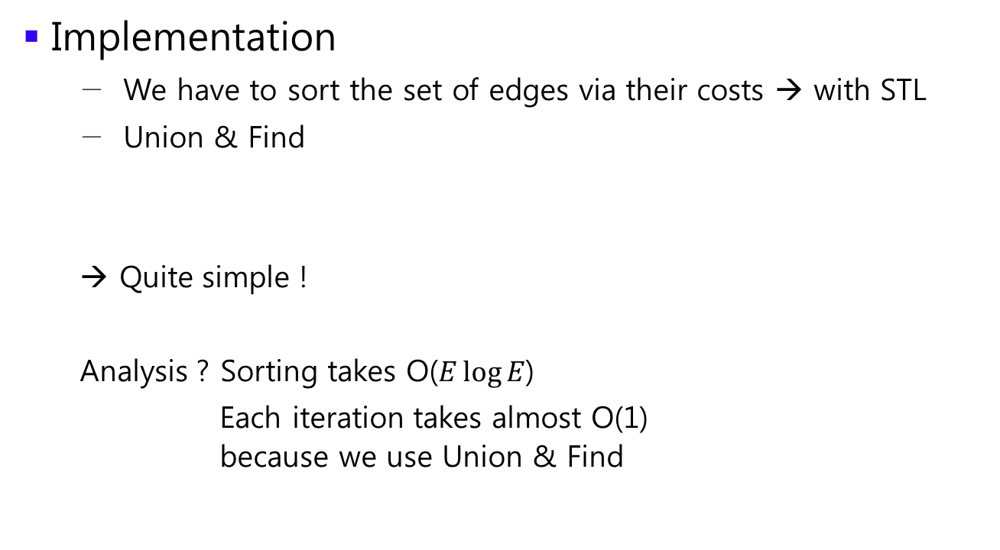 ▪ Implementation
– We have to sort the set of edges via their costs → with STL
– Union & Find
→ Quite simple !
Analysis ? Sorting takes O(E log E)
Each iteration takes almost O(1)
because we use Union & Find